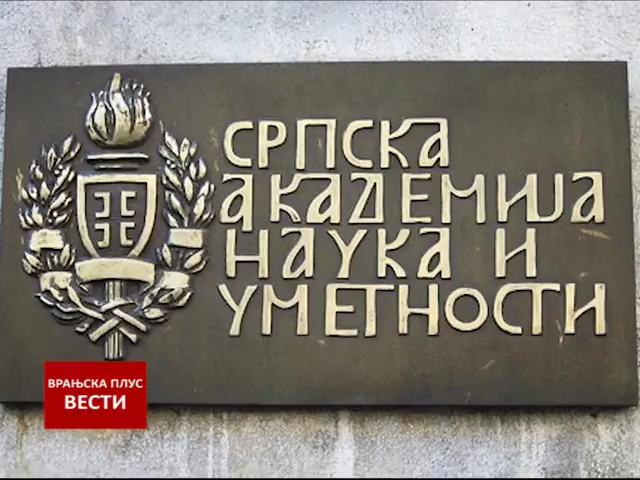 СРПСКА
АКАДЕМИЈА
НАУКА И
УМЕТНОСТИ
ВРАЊСКА ПЛУС
ВЕСТИ